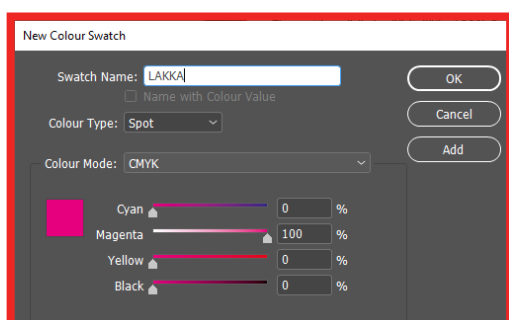 New Colour Swatch
Swatch Name: LAKKA
OK
Name with Colour Value
Colour Type: Spot
Cancel
Colour Mode: CMYK
Add
Cyan 0 %
Magenta 100 %
Yellow 0 %
Black 0 %